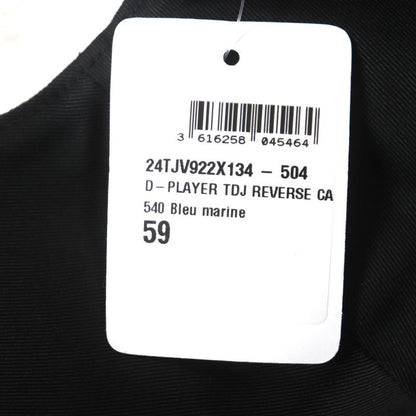 3 616258 045464
24TJV922X134 - 504
D-PLAYER TDJ REVERSE CA
540 Bleu marine
59